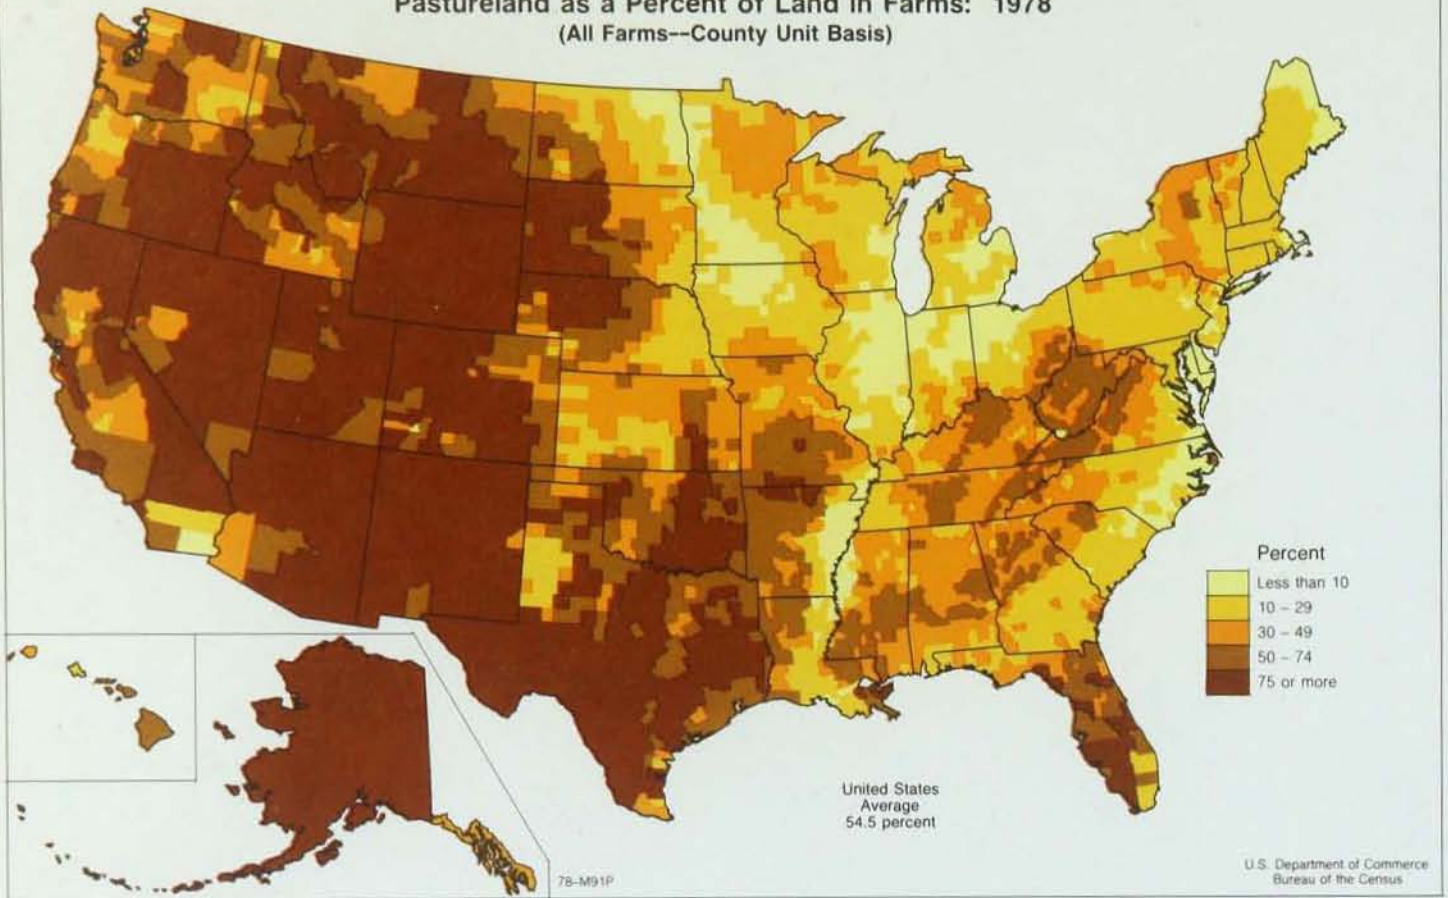 Pastureland as a Percent of Land in Farms: 1978
(All Farms--County Unit Basis)
Percent
Less than 10
10 - 29
30 - 49
50 - 74
75 or more
United States
Average
54.5 percent
78-M91P
U.S. Department of Commerce
Bureau of the Census